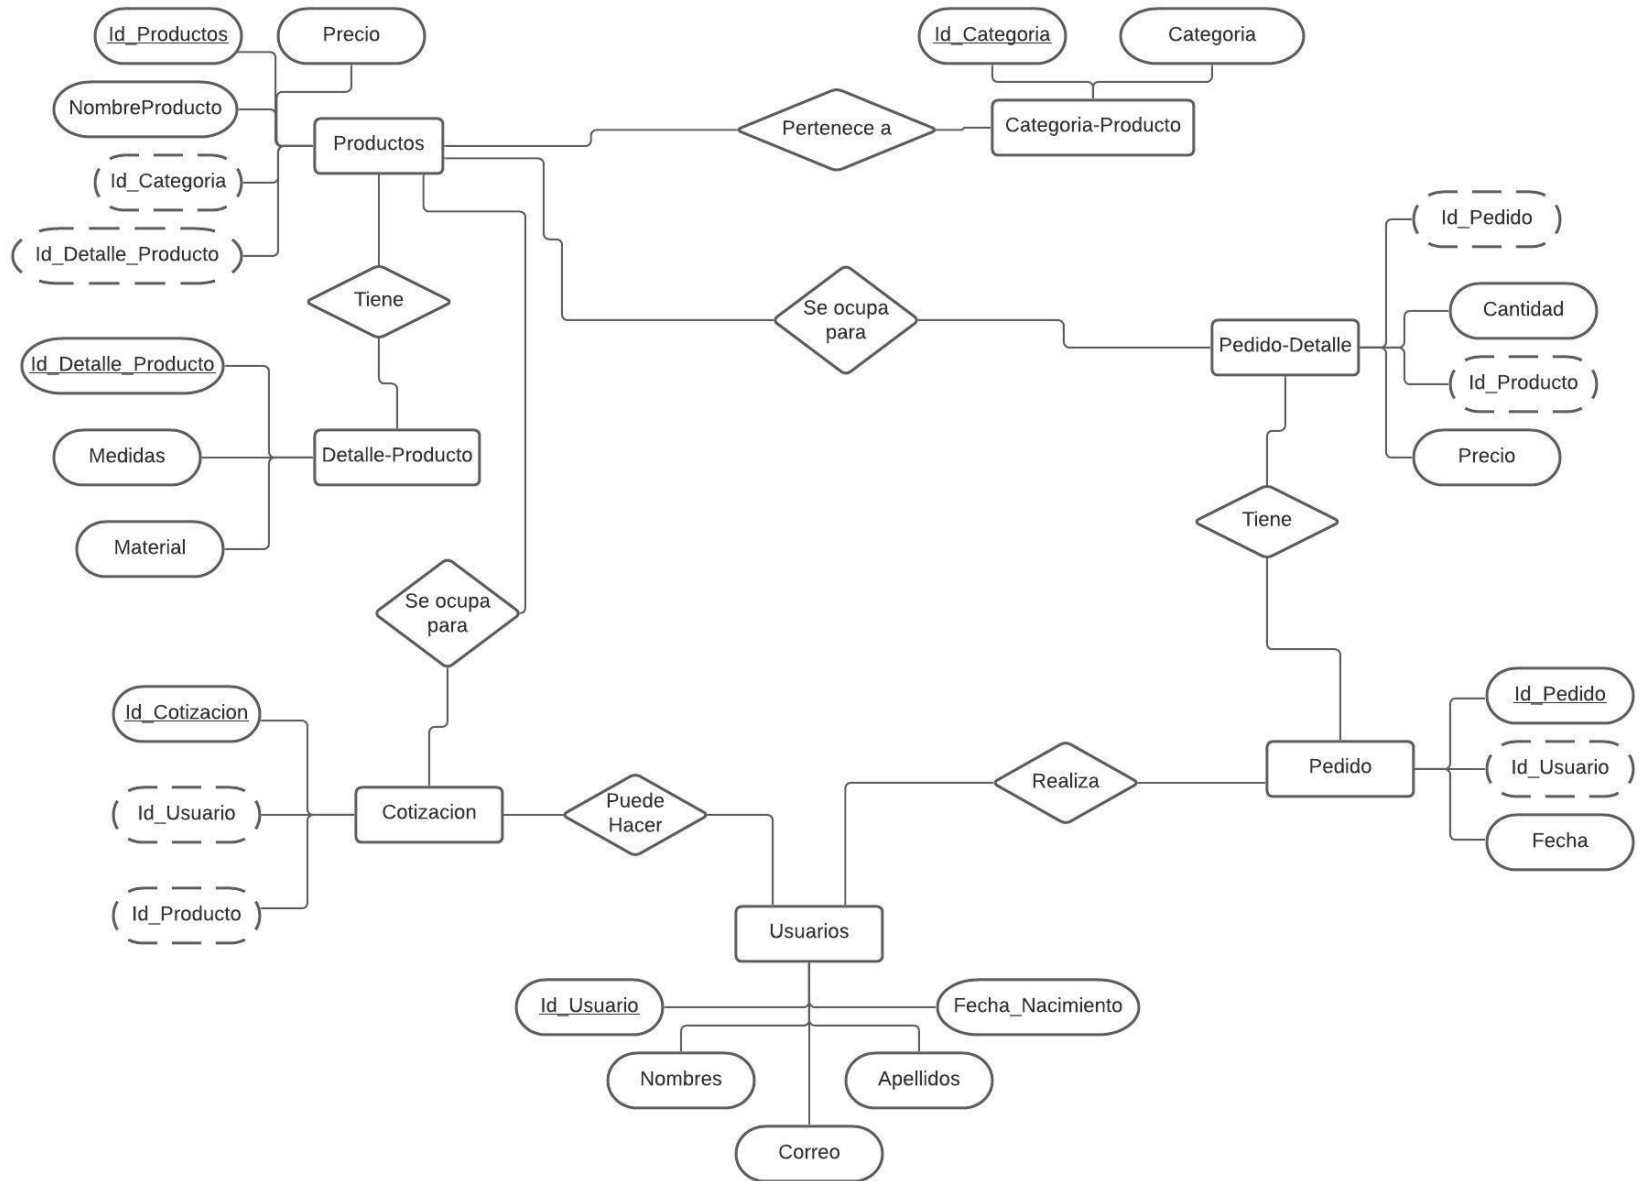 Id_Productos
Precio
Id_Categoria
Categoria
NombreProducto
Productos
Pertenece a
Categoria-Producto
Id_Categoria
Id_Detalle_Producto
Id_Pedido
Tiene
Se ocupa
para
Cantidad
Pedido-Detalle
Id_Detalle_Producto
Id_Producto
Medidas
Detalle-Producto
Precio
Material
Tiene
Se ocupa
para
Id_Cotizacion
Id_Pedido
Realiza
Pedido
Id_Usuario
Id_Usuario
Cotizacion
Puede
Hacer
Fecha
Id_Producto
Usuarios
Id_Usuario
Fecha_Nacimiento
Nombres
Apellidos
Correo